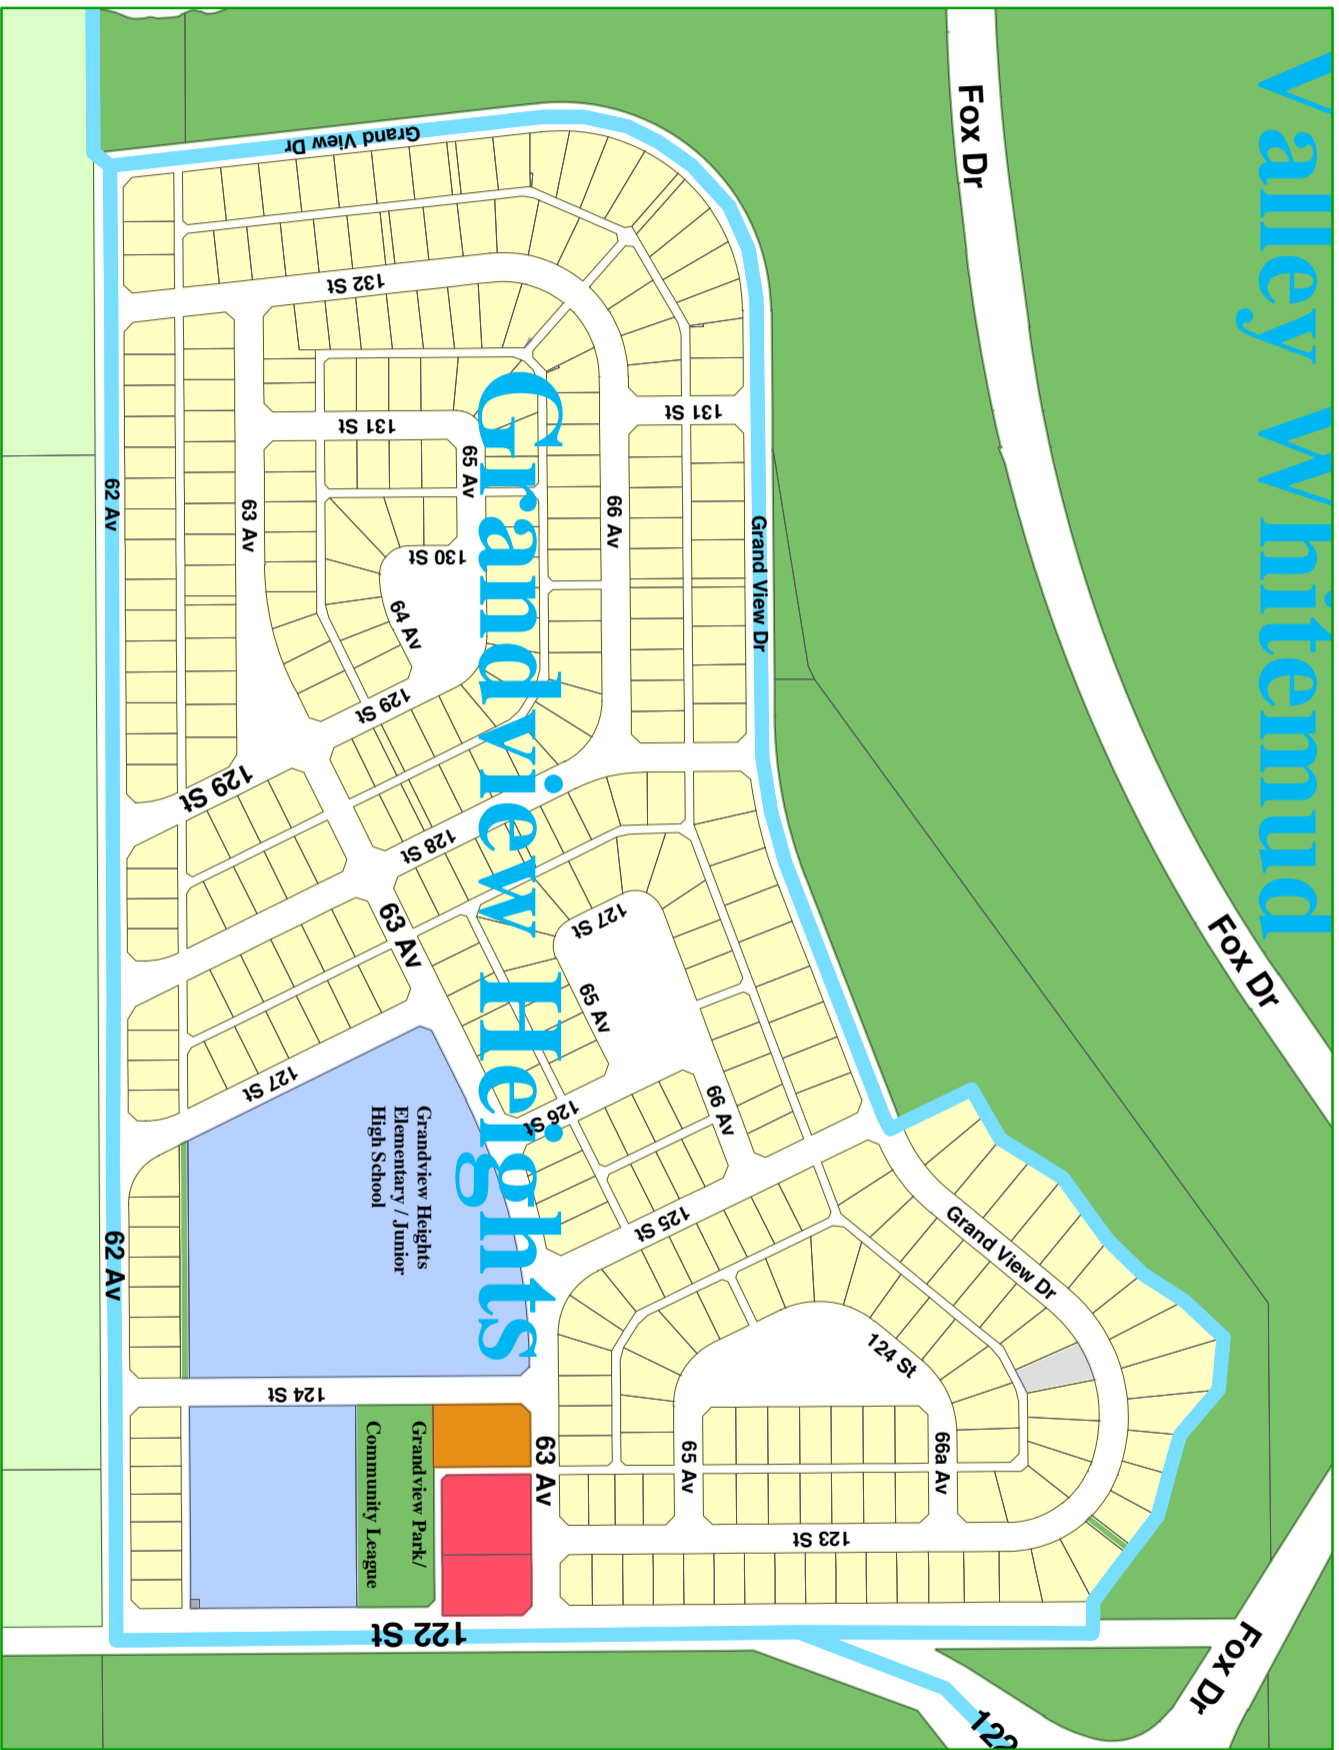 Valley Whitemud
Fox Dr
Fox Dr
Fox Dr
Grand View Dr
Grand View Dr
Grand View Dr
Grandview Heights
132 St
131 St
131 St
66 Av
65 Av
130 St
64 Av
63 Av
62 Av
129 St
129 St
128 St
63 Av
127 St
127 St
65 Av
66 Av
126 St
125 St
Grandview Heights
Elementary / Junior
High School
62 Av
124 St
124 St
Grandview Park/
Community League
63 Av
65 Av
66a Av
123 St
122 St
122